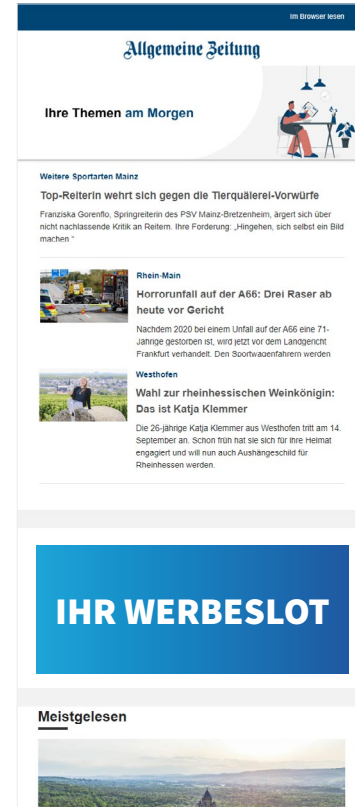 Im Browser lesen
Allgemeine Zeitung
Ihre Themen am Morgen
Weitere Sportarten Mainz
Top-Reiterin wehrt sich gegen die Tierquälerei-Vorwürfe
Franziska Gorenflo, Springreiterin des PSV Mainz-Bretzenheim, ärgert sich über
nicht nachlassende Kritik an Reitern. Ihre Forderung: „Hingehen, sich selbst ein Bild
machen “
Rhein-Main
Horrorunfall auf der A66: Drei Raser ab
heute vor Gericht
Nachdem 2020 bei einem Unfall auf der A66 eine 71-
Jährige gestorben ist, wird jetzt vor dem Landgericht
Frankfurt verhandelt. Den Sportwagenfahrern werden
Westhofen
Wahl zur rheinhessischen Weinkönigin:
Das ist Katja Klemmer
Die 26-jährige Katja Klemmer aus Westhofen tritt am 14.
September an. Schon früh hat sie sich für ihre Heimat
engagiert und will nun auch Aushängeschild für
Rheinhessen werden.
IHR WERBESLOT
Meistgelesen